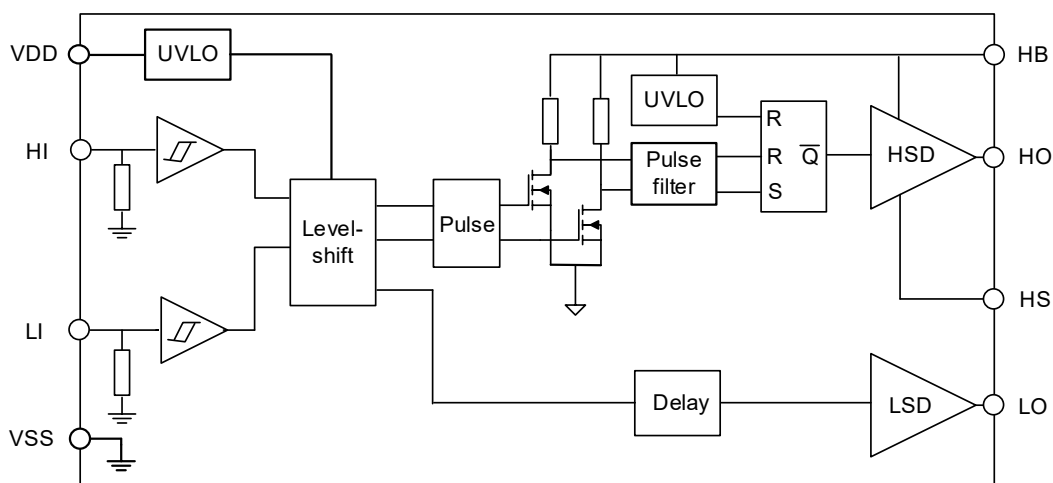 VDD
UVLO
HB
UVLO
HI
R
R
S
Q̅
HSD
HO
Pulse
filter
Level-
shift
Pulse
HS
LI
Delay
LSD
LO
VSS